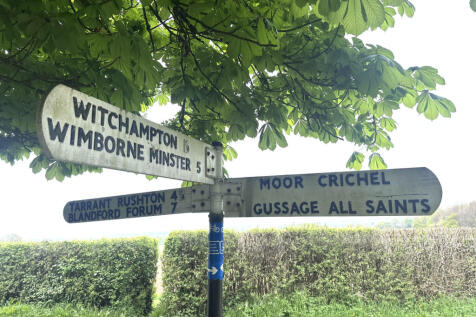 WITCHAMPTON
WIMBORNE MINSTER 5
TARRANT RUSHTON 4
BLANDFORD FORUM 7
MOOR CRICHEL
GUSSAGE ALL SAINTS